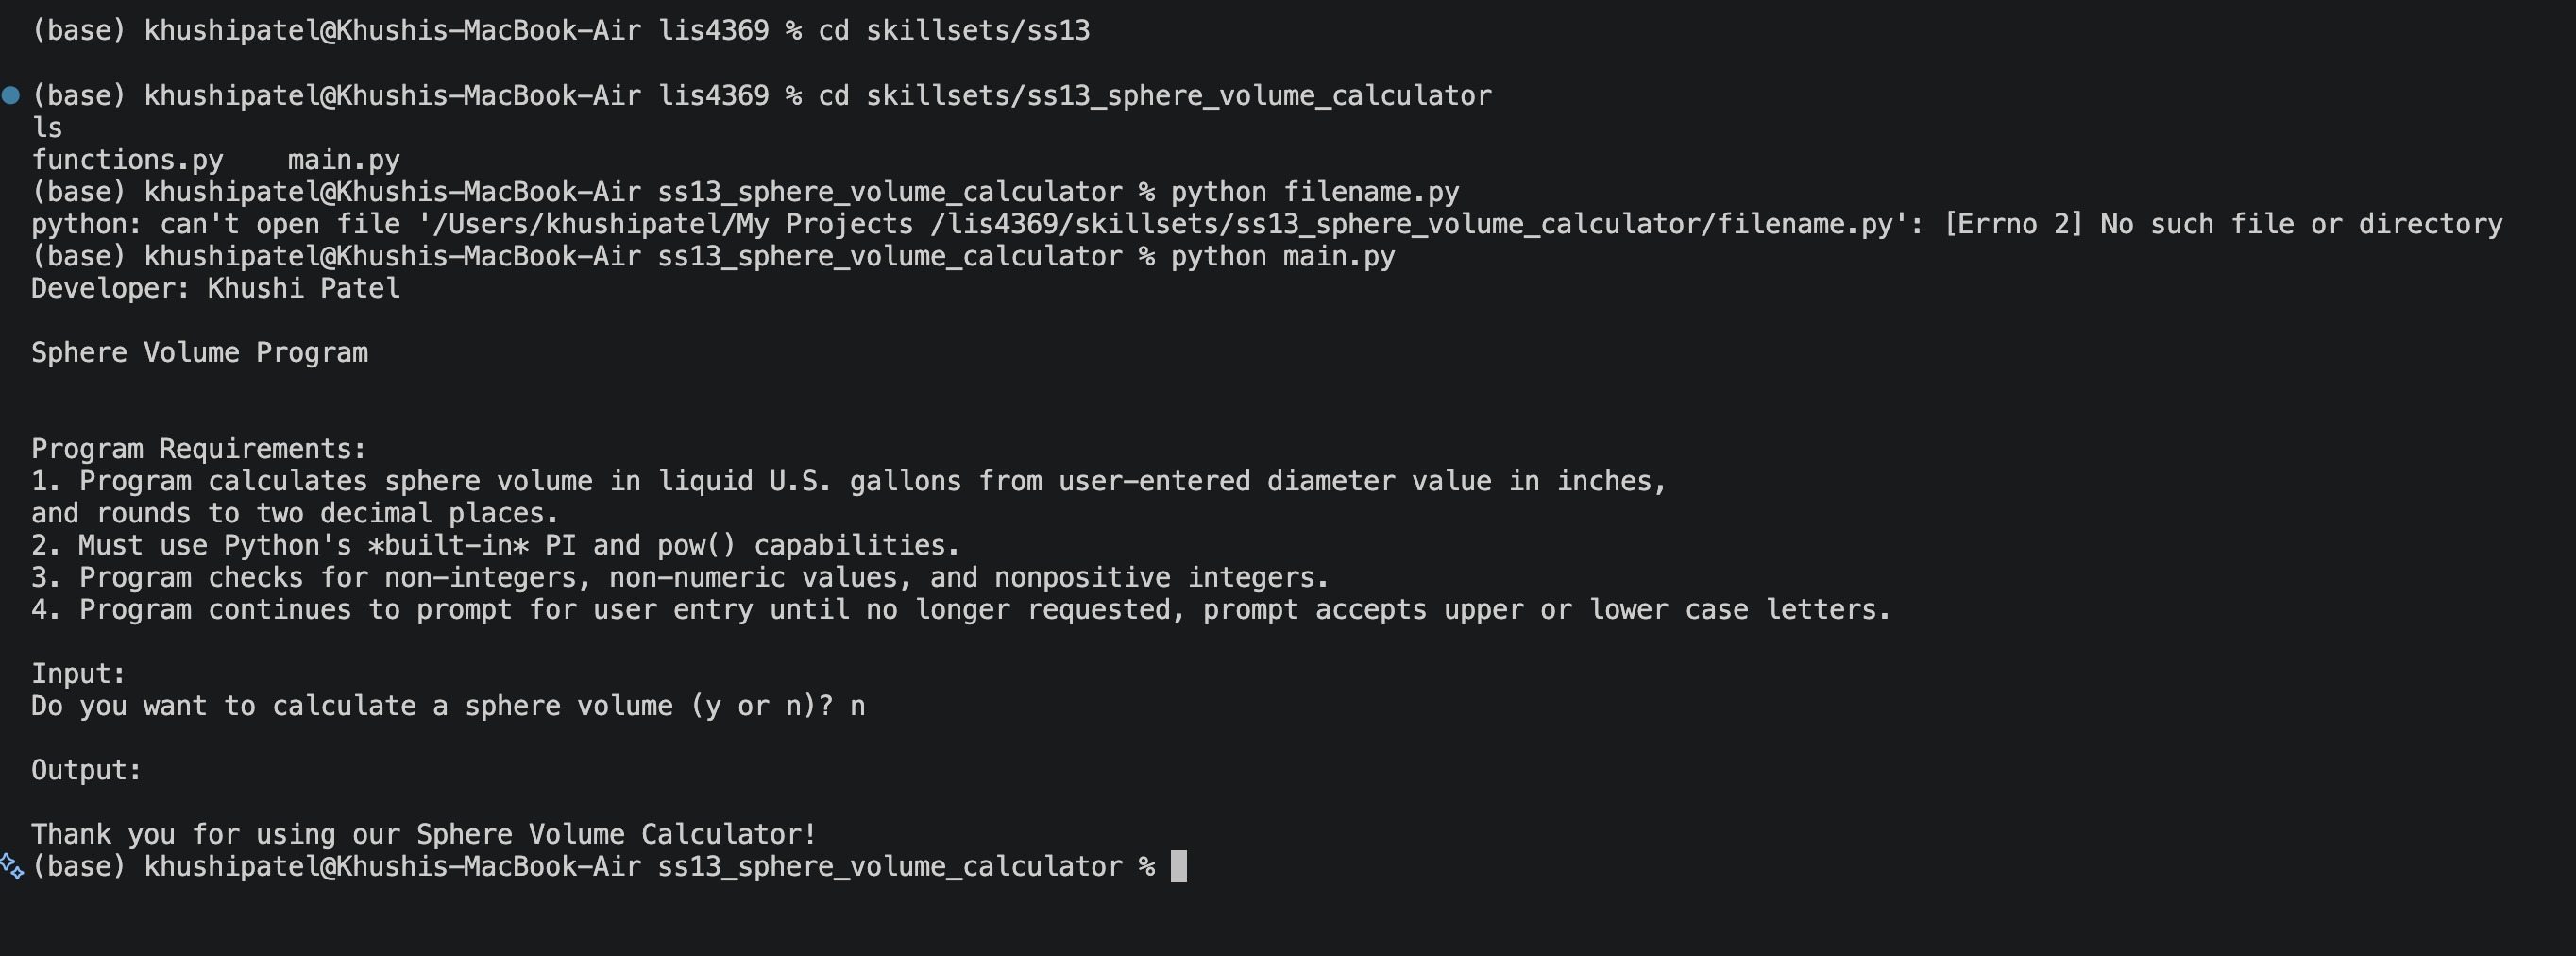 (base) khushipatel@Khushis-MacBook-Air lis4369 % cd skillsets/ss13
(base) khushipatel@Khushis-MacBook-Air lis4369 % cd skillsets/ss13_sphere_volume_calculator
ls
functions.py    main.py
(base) khushipatel@Khushis-MacBook-Air ss13_sphere_volume_calculator % python filename.py
python: can't open file '/Users/khushipatel/My Projects /lis4369/skillsets/ss13_sphere_volume_calculator/filename.py': [Errno 2] No such file or directory
(base) khushipatel@Khushis-MacBook-Air ss13_sphere_volume_calculator % python main.py
Developer: Khushi Patel
Sphere Volume Program
Program Requirements:
1. Program calculates sphere volume in liquid U.S. gallons from user-entered diameter value in inches,
and rounds to two decimal places.
2. Must use Python's *built-in* PI and pow() capabilities.
3. Program checks for non-integers, non-numeric values, and nonpositive integers.
4. Program continues to prompt for user entry until no longer requested, prompt accepts upper or lower case letters.
Input:
Do you want to calculate a sphere volume (y or n)? n
Output:
Thank you for using our Sphere Volume Calculator!
(base) khushipatel@Khushis-MacBook-Air ss13_sphere_volume_calculator %